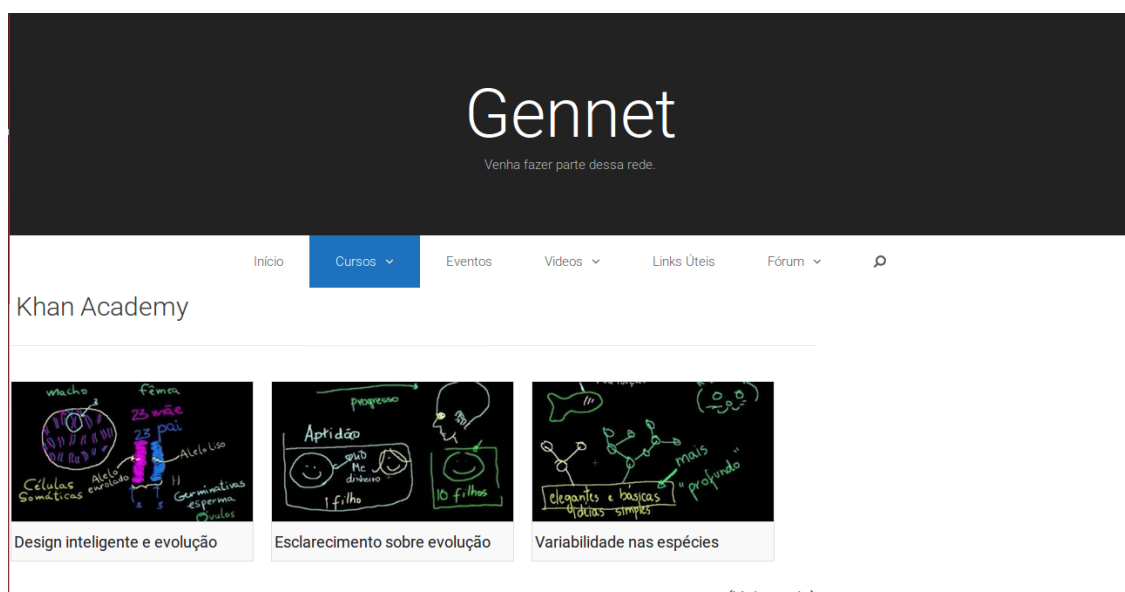 Gennet
Venha fazer parte dessa rede.
Início Cursos Eventos Videos Links Úteis Fórum
Khan Academy
macho fêmea
23 mãe
23 pai
Alelo Liso
Células Somáticas
Alelo enrolado
H
Germinativas
esperma
Óvulos
progresso
Aptidão
Me
dinheiro
1 filho
10 filhos
mais
"profundo"
elegantes e básicas
idéias simples
Design inteligente e evolução
Esclarecimento sobre evolução
Variabilidade nas espécies